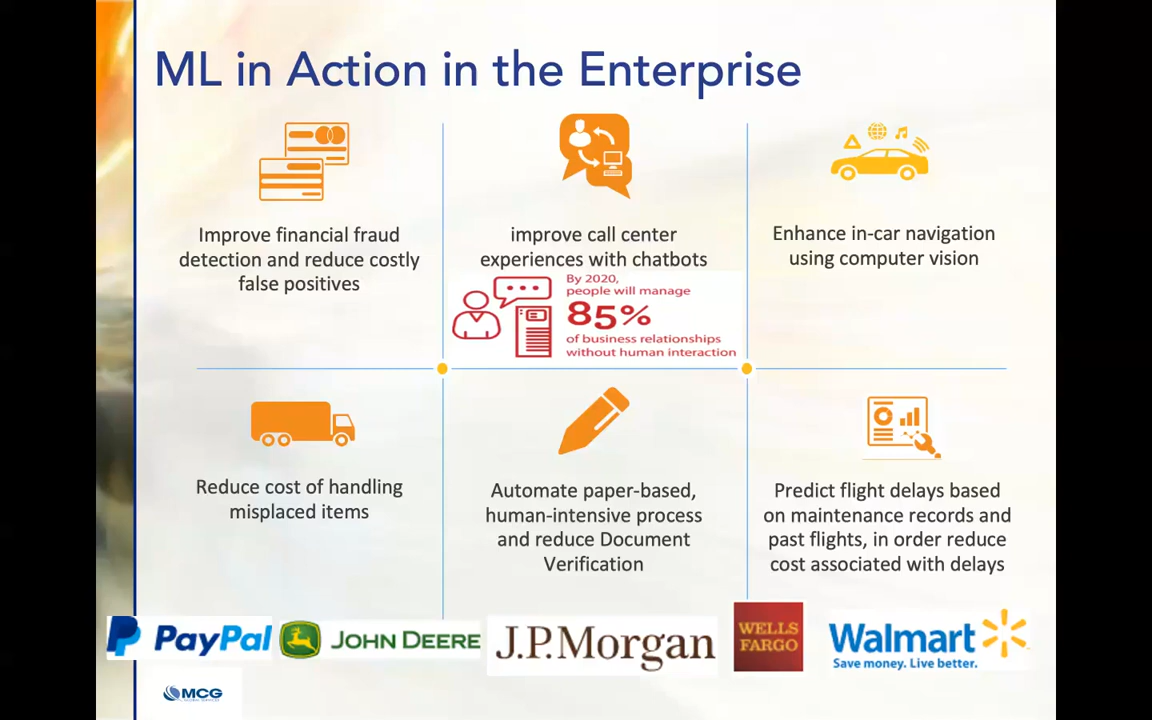 ML in Action in the Enterprise
Improve financial fraud
detection and reduce costly
false positives
improve call center
experiences with chatbots
By 2020,
people will manage
85%
of business relationships
without human interaction
Enhance in-car navigation
using computer vision
Reduce cost of handling
misplaced items
Automate paper-based,
human-intensive process
and reduce Document
Verification
Predict flight delays based
on maintenance records and
past flights, in order reduce
cost associated with delays
PayPal
JOHN DEERE
J.P.Morgan
WELLS
FARGO
Walmart
Save money. Live better.
MCG